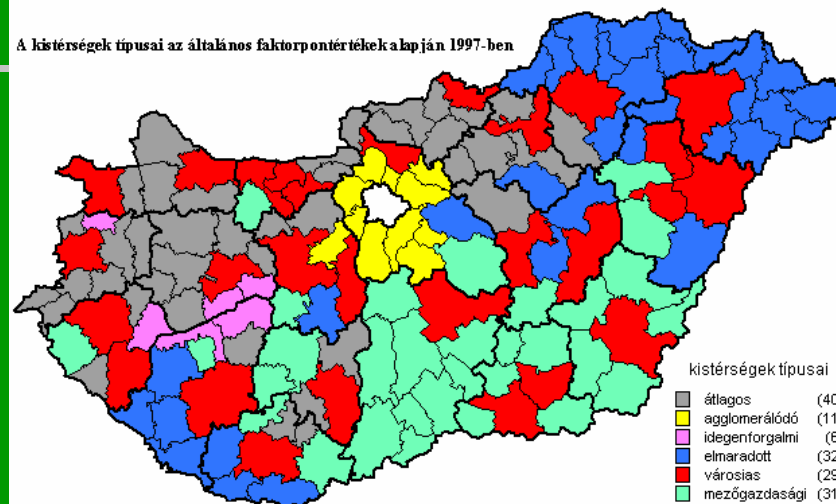 A kistérségek típusai az általános faktorpontértékek alapján 1997-ben
kistérségek típusai
átlagos (40
agglomerálódó (11
idegenforgalmi (6
elmaradott (32
városias (29
mezőgazdasági (31